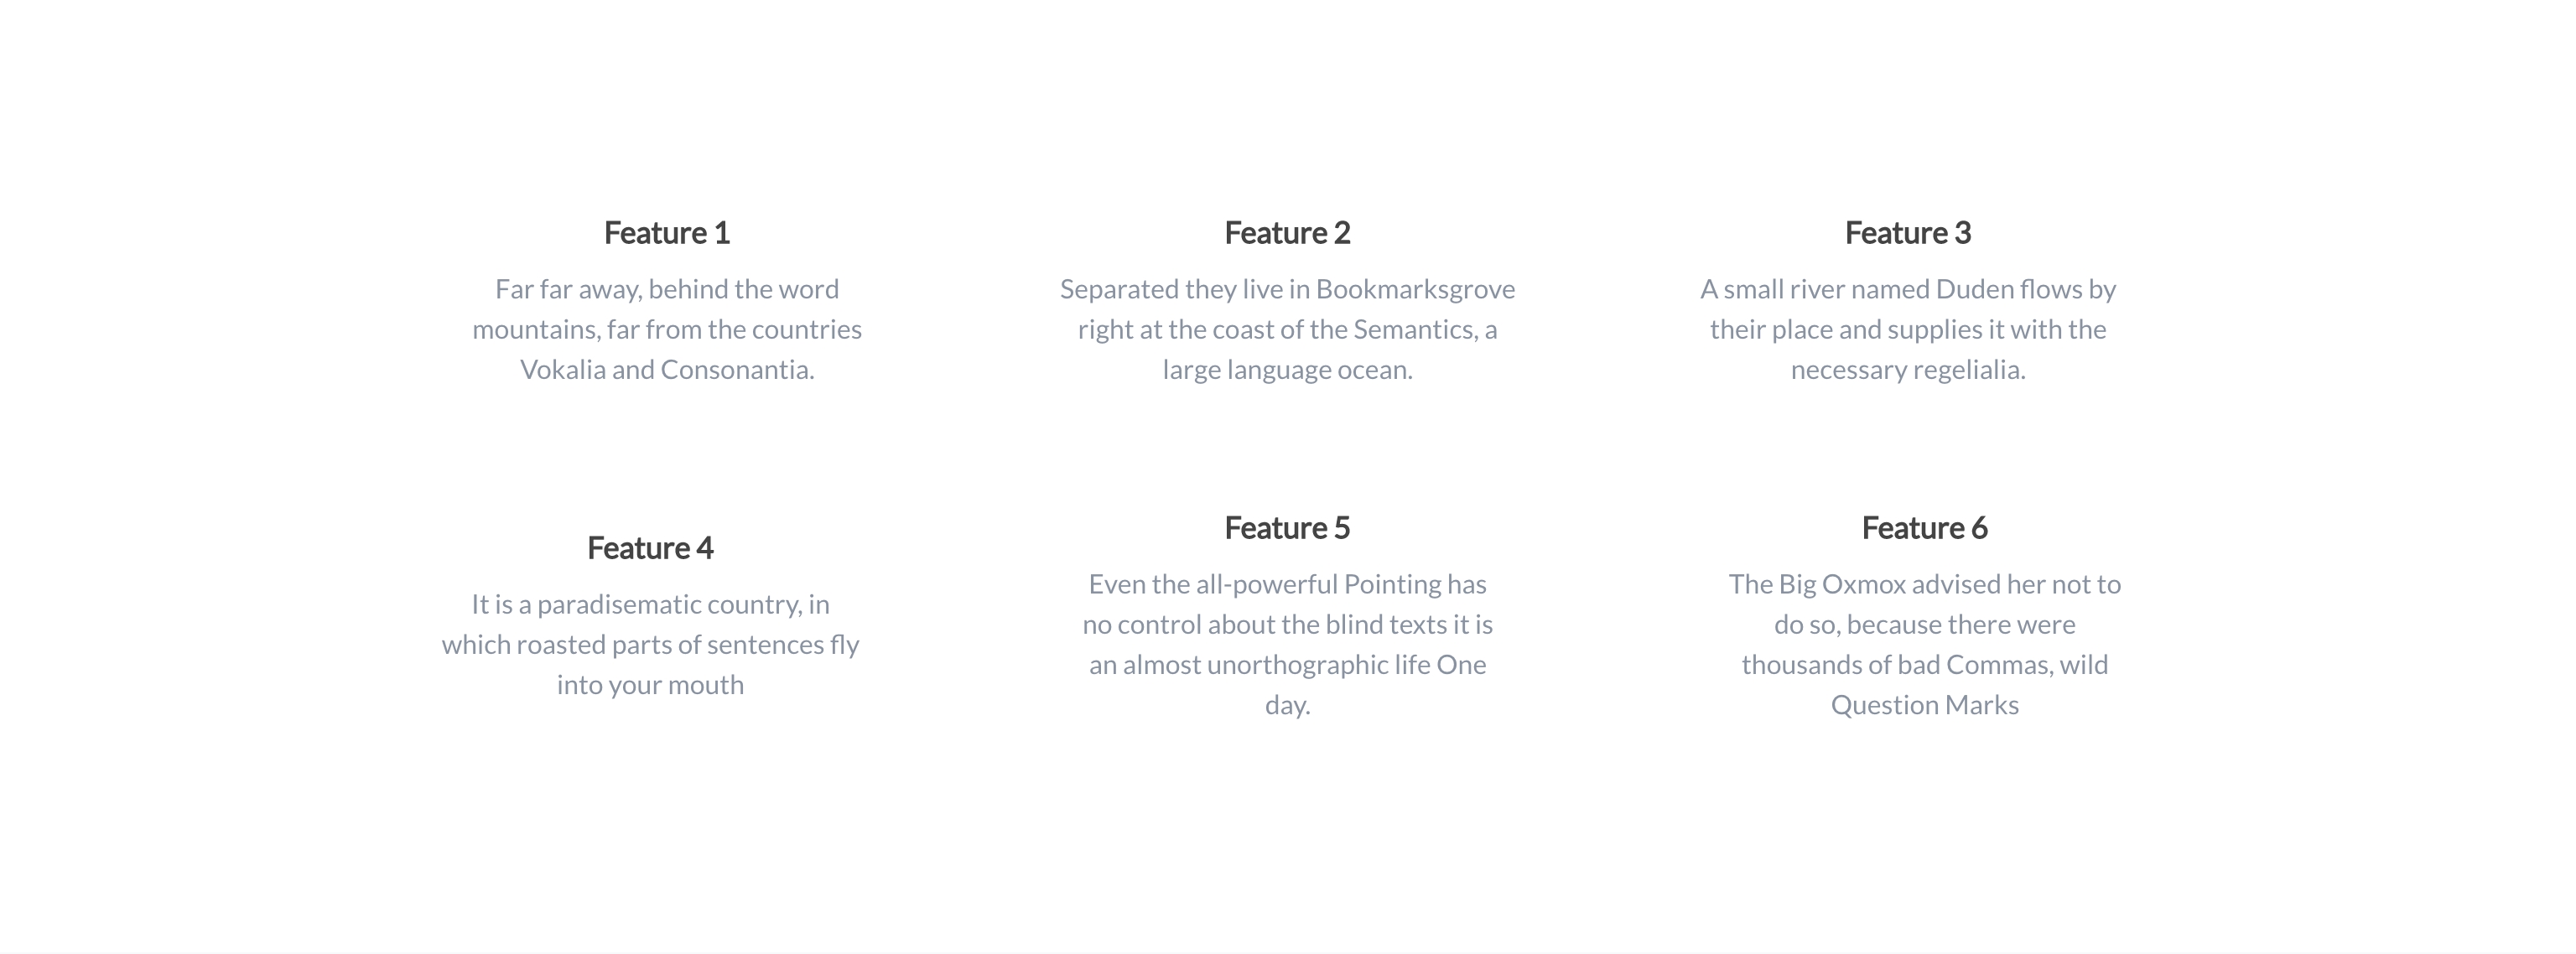 Feature 1
Far far away, behind the word
mountains, far from the countries
Vokalia and Consonantia.
Feature 2
Separated they live in Bookmarksgrove
right at the coast of the Semantics, a
large language ocean.
Feature 3
A small river named Duden flows by
their place and supplies it with the
necessary regelialia.
Feature 4
It is a paradisematic country, in
which roasted parts of sentences fly
into your mouth
Feature 5
Even the all-powerful Pointing has
no control about the blind texts it is
an almost unorthographic life One
day.
Feature 6
The Big Oxmox advised her not to
do so, because there were
thousands of bad Commas, wild
Question Marks